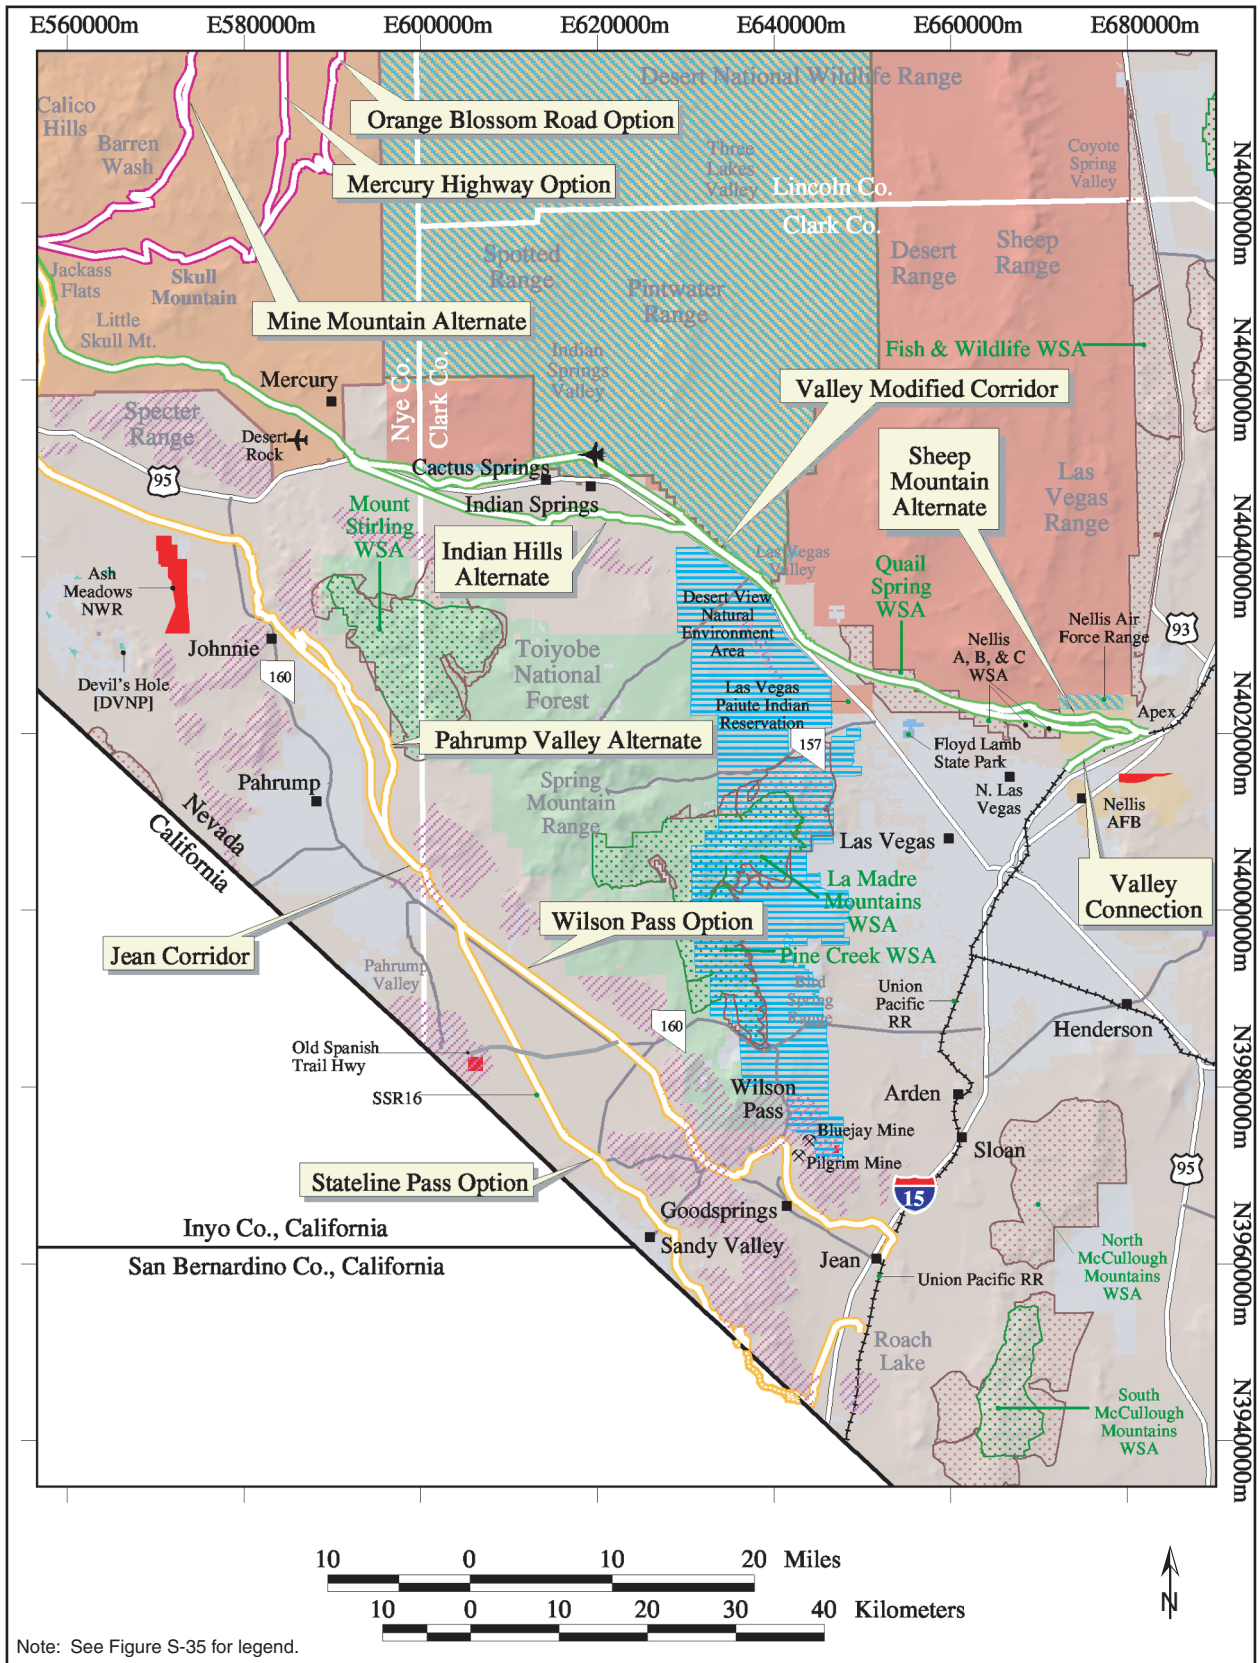 E560000m
E580000m
E600000m
E620000m
E640000m
E660000m
E680000m
Desert National Wildlife Range
Calico
Hills
Barren
Wash
Orange Blossom Road Option
Mercury Highway Option
Three
Lakes
Valley
Coyote
Spring
Valley
N4080000m
Lincoln Co.
Clark Co.
Jackass
Flats
Skull
Mountain
Little
Skull Mt.
Mine Mountain Alternate
Spotted
Range
Pintwater
Range
Desert
Range
Sheep
Range
Fish & Wildlife WSA
Indian
Springs
Valley
N4060000m
Mercury
Nye Co.
Clark Co.
Valley Modified Corridor
Specter
Range
Desert
Rock
95
Cactus Springs
Indian Springs
Sheep
Mountain
Alternate
Las
Vegas
Range
Mount
Stirling
WSA
Indian Hills
Alternate
Las Vegas
Valley
N4040000m
Quail
Spring
WSA
Ash
Meadows
NWR
Desert View
Natural
Environment
Area
Nellis
A, B, & C
WSA
Nellis Air
Force Range
93
Johnnie
160
Toiyobe
National
Forest
Devil's Hole
[DVNP]
Las Vegas
Paiute Indian
Reservation
Apex
N4020000m
Pahrump Valley Alternate
157
Floyd Lamb
State Park
N. Las
Vegas
Nellis
AFB
Pahrump
Spring
Mountain
Range
Nevada
California
Las Vegas
La Madre
Mountains
WSA
Valley
Connection
N4000000m
Wilson Pass Option
Jean Corridor
Pine Creek WSA
Pahrump
Valley
Bird
Spring
Range
Union
Pacific
RR
160
Henderson
Old Spanish
Trail Hwy
SSR16
N3980000m
Wilson
Pass
Arden
Bluejay Mine
Pilgrim Mine
Sloan
95
Stateline Pass Option
15
Goodsprings
Inyo Co., California
San Bernardino Co., California
Sandy Valley
Jean
Union Pacific RR
North
McCullough
Mountains
WSA
N3960000m
Roach
Lake
South
McCullough
Mountains
WSA
N3940000m
10 0 10 20 Miles
10 0 10 20 30 40 Kilometers
N
Note: See Figure S-35 for legend.